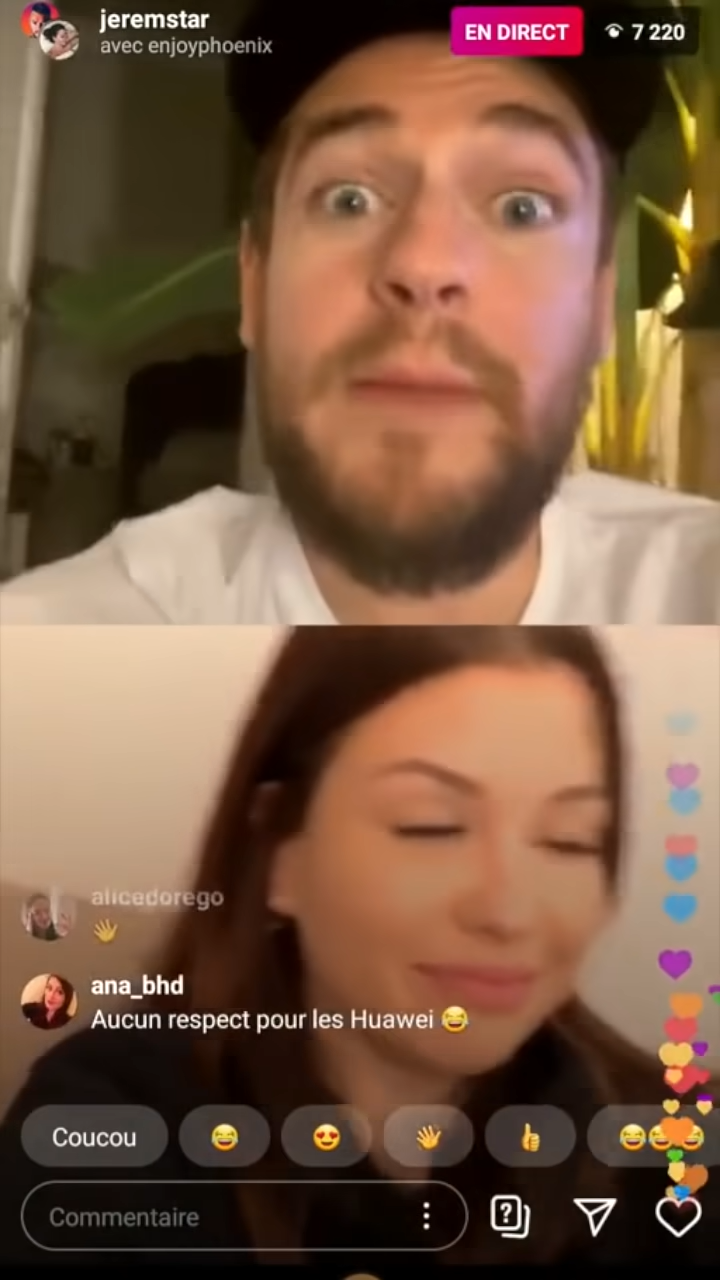 jeremstar
avec enjoyphoenix
EN DIRECT
7 220
alicedorego
ana_bhd
Aucun respect pour les Huawei
Coucou
Commentaire